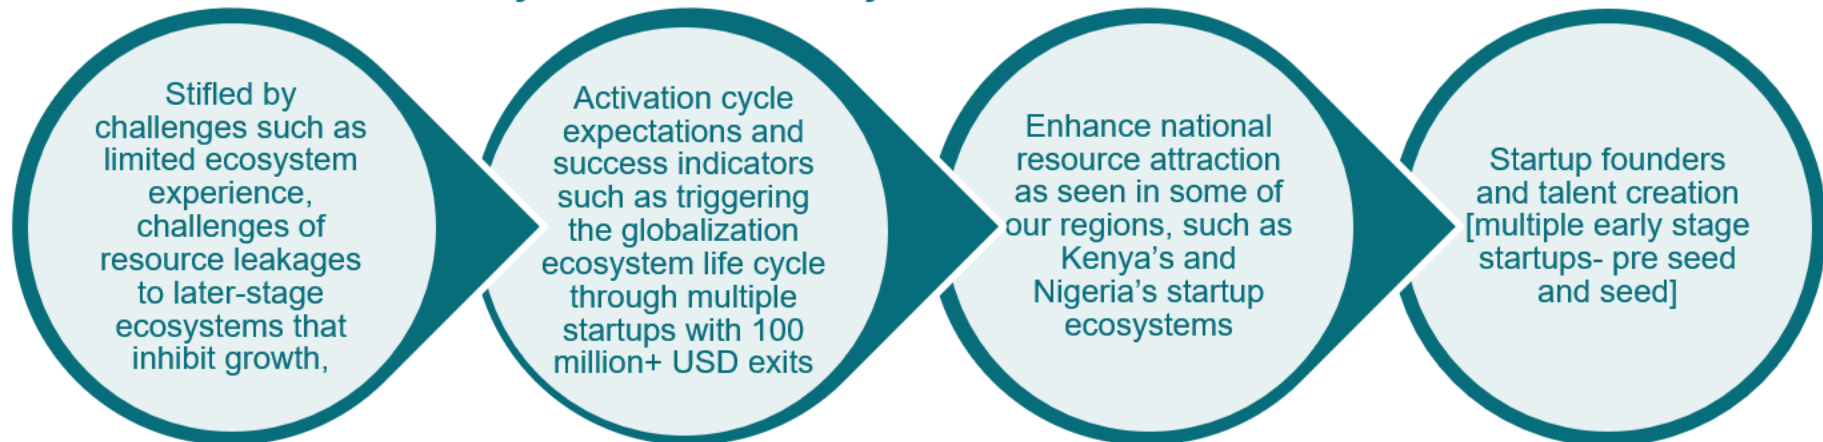 Stifled by
challenges such as
limited ecosystem
experience,
challenges of
resource leakages
to later-stage
ecosystems that
inhibit growth,
Activation cycle
expectations and
success indicators
such as triggering
the globalization
ecosystem life cycle
through multiple
startups with 100
million+ USD exits
Enhance national
resource attraction
as seen in some of
our regions, such as
Kenya’s and
Nigeria’s startup
ecosystems
Startup founders
and talent creation
[multiple early stage
startups- pre seed
and seed]